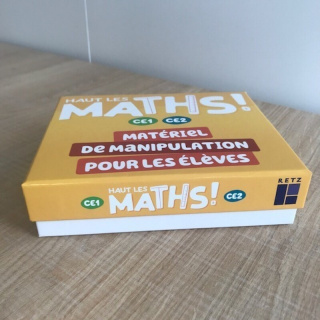 HAUT LES
MATHS!
CE1 CE2
MATÉRIEL
DE MANIPULATION
POUR LES ÉLÈVES
HAUT LES
MATHS!
CE1
CE2
RETZ